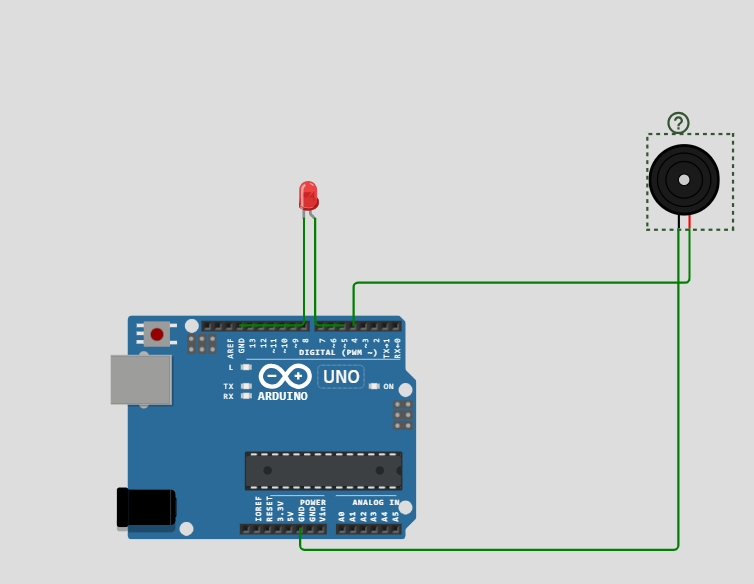 ?
AREF
GND
13
12
~11
~10
~9
8
7
~6
~5
4
~3
2
TX→1
RX←0
DIGITAL (PWM ~)
L
TX
RX
UNO
ON
ARDUINO
POWER
ANALOG IN
IOREF
RESET
3.3V
5V
GND
GND
Vin
A0
A1
A2
A3
A4
A5